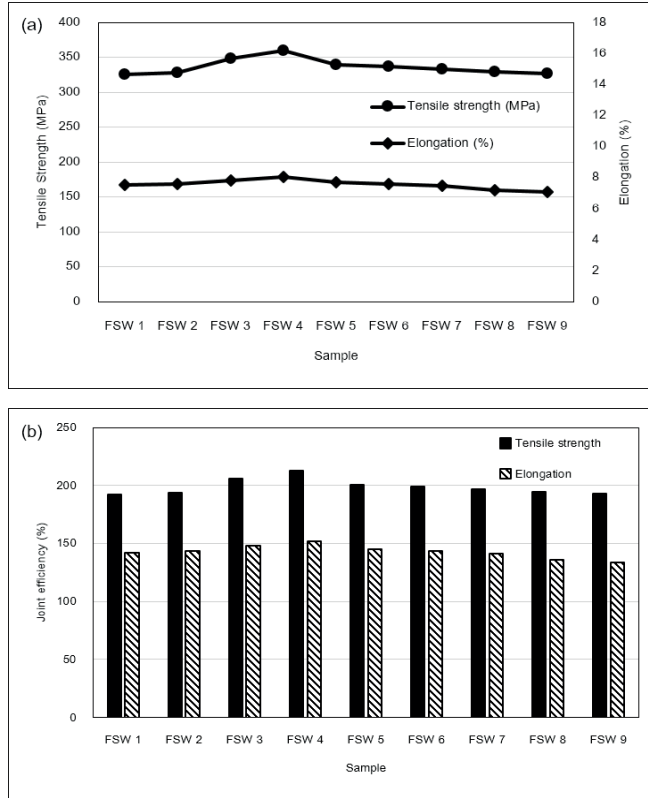 (a)
400
350
300
250
200
150
100
50
0
Tensile Strength (MPa)
18
16
14
12
10
8
6
4
2
0
Elongation (%)
Tensile strength (MPa)
Elongation (%)
FSW 1 FSW 2 FSW 3 FSW 4 FSW 5 FSW 6 FSW 7 FSW 8 FSW 9
Sample
(b)
250
200
150
100
50
0
Joint efficiency (%)
Tensile strength
Elongation
FSW 1 FSW 2 FSW 3 FSW 4 FSW 5 FSW 6 FSW 7 FSW 8 FSW 9
Sample